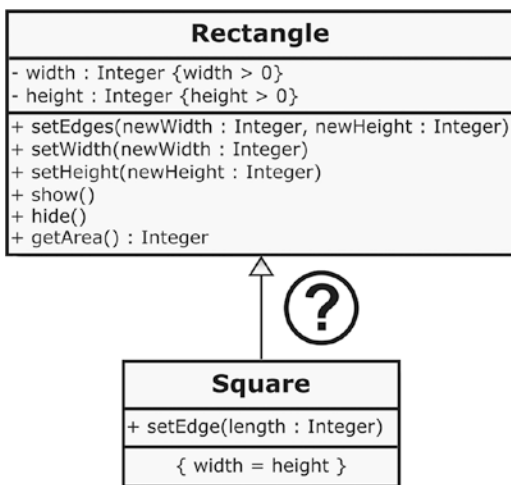 Rectangle
- width : Integer {width > 0}
- height : Integer {height > 0}
+ setEdges(newWidth : Integer, newHeight : Integer)
+ setWidth(newWidth : Integer)
+ setHeight(newHeight : Integer)
+ show()
+ hide()
+ getArea() : Integer
?
Square
+ setEdge(length : Integer)
{ width = height }